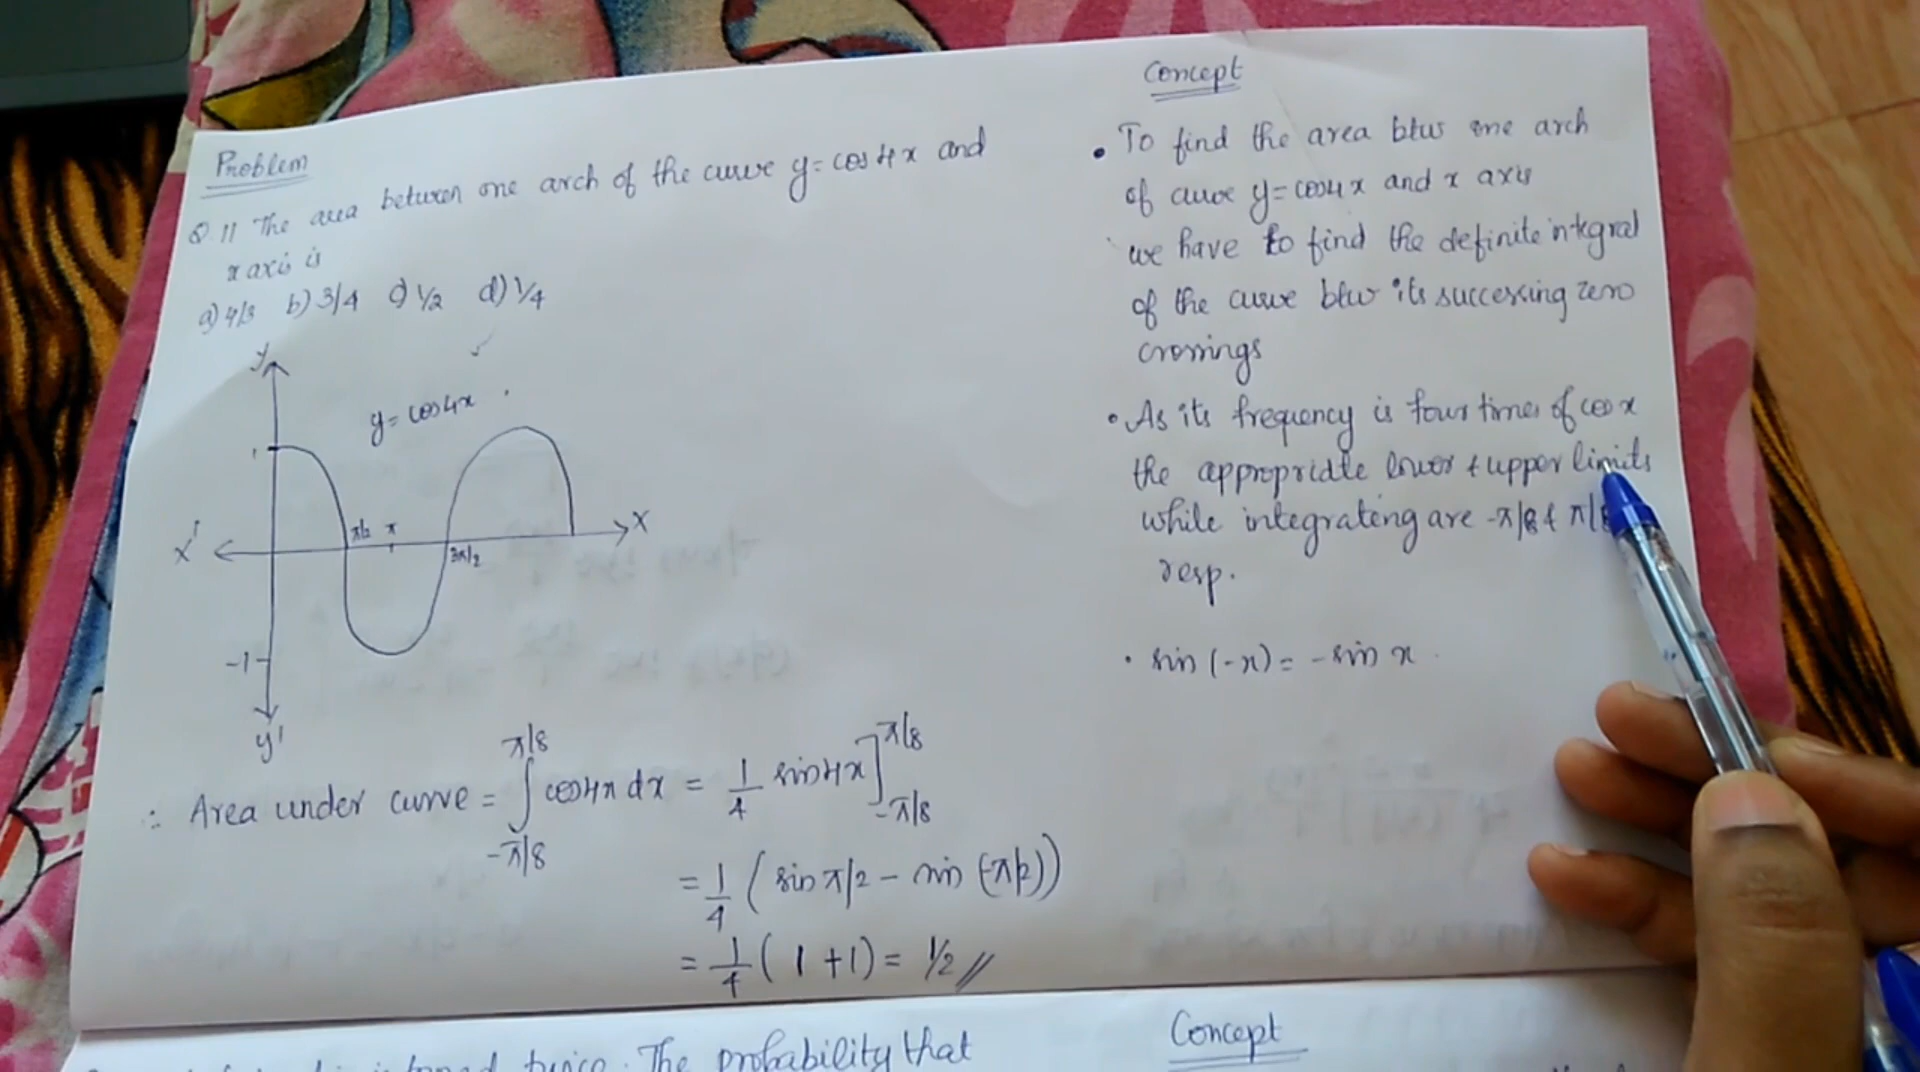 Problem
Q.11 The area between one arch of the curve y=cos4x and
x axis is
a) 4/3 b) 3/4 c) 1/2 d) 1/4
y
y=cos4x
1
x' π/2 π 3π/2 X
-1
y'
∴ Area under curve = ∫ cos4x dx = 1/4 sin4x] π/8
π/8
-π/8
-π/8
= 1/4 (sin π/2 - sin (-π/2))
= 1/4 (1+1) = 1/2 //
Concept
• To find the area btw one arch
of curve y=cos4x and x axis
we have to find the definite integral
of the curve btw its successing zero
crossings
• As its frequency is four times of cos x
the appropriate lower & upper limits
while integrating are -π/8 & π/8
resp.
• sin (-x) = - sin x
twice. The probability that
Concept